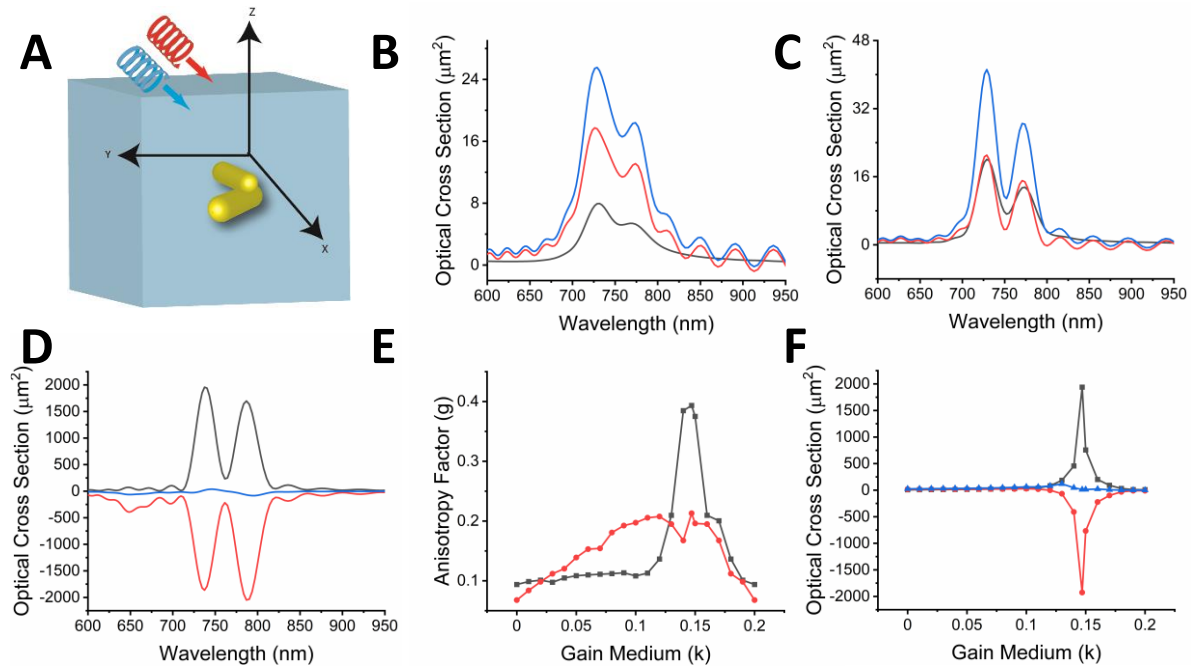 A
Z
Y
X
B
Optical Cross Section (μm²)
24
16
8
0
600 650 700 750 800 850 900 950
Wavelength (nm)
C
Optical Cross Section (μm²)
48
32
16
0
600 650 700 750 800 850 900 950
Wavelength (nm)
D
Optical Cross Section (μm²)
2000
1500
1000
500
0
-500
-1000
-1500
-2000
600 650 700 750 800 850 900 950
Wavelength (nm)
E
Anisotropy Factor (g)
0.4
0.3
0.2
0.1
0 0.05 0.1 0.15 0.2
Gain Medium (k)
F
Optical Cross Section (μm²)
2000
1500
1000
500
0
-500
-1000
-1500
-2000
0 0.05 0.1 0.15 0.2
Gain Medium (k)